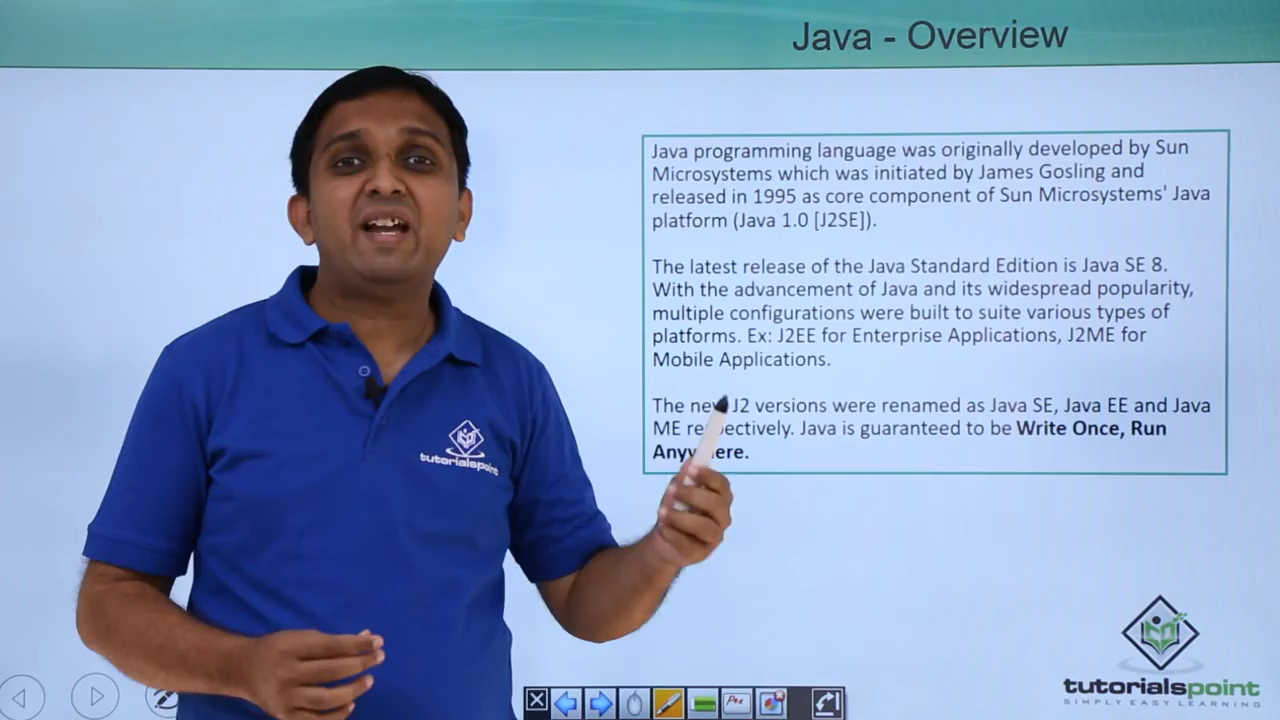 Java - Overview
Java programming language was originally developed by Sun
Microsystems which was initiated by James Gosling and
released in 1995 as core component of Sun Microsystems' Java
platform (Java 1.0 [J2SE]).
The latest release of the Java Standard Edition is Java SE 8.
With the advancement of Java and its widespread popularity,
multiple configurations were built to suite various types of
platforms. Ex: J2EE for Enterprise Applications, J2ME for
Mobile Applications.
The new J2 versions were renamed as Java SE, Java EE and Java
ME respectively. Java is guaranteed to be Write Once, Run
Anywhere.
tutorialspoint
tutorialspoint
SIMPLY EASY LEARNING